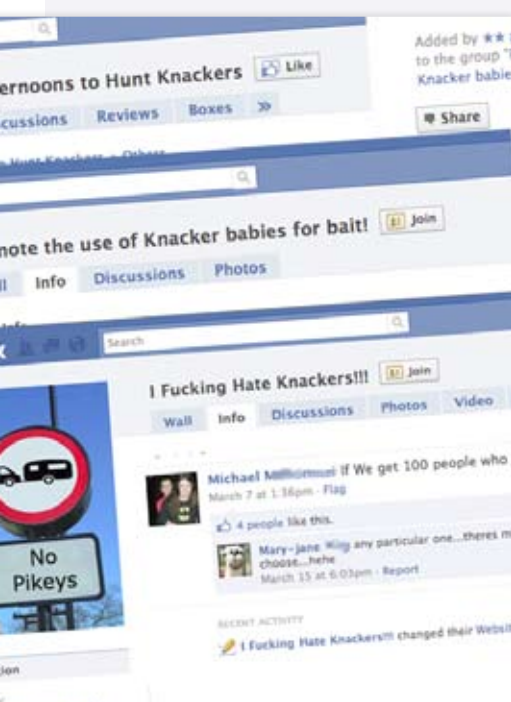 Added by ★★
to the group "
Knacker babie
Share
ernoons to Hunt Knackers Like
cussions Reviews Boxes »
note the use of Knacker babies for bait! Join
ll Info Discussions Photos
Search
I Fucking Hate Knackers!!! Join
Wall Info Discussions Photos Video
No
Pikeys
Michael If We get 100 people who
March 7 at 1:36pm · Flag
4 people like this.
Mary-jane any particular one...theres m
choose...hehe
March 15 at 6:03pm · Report
RECENT ACTIVITY
I Fucking Hate Knackers!!! changed their Websit